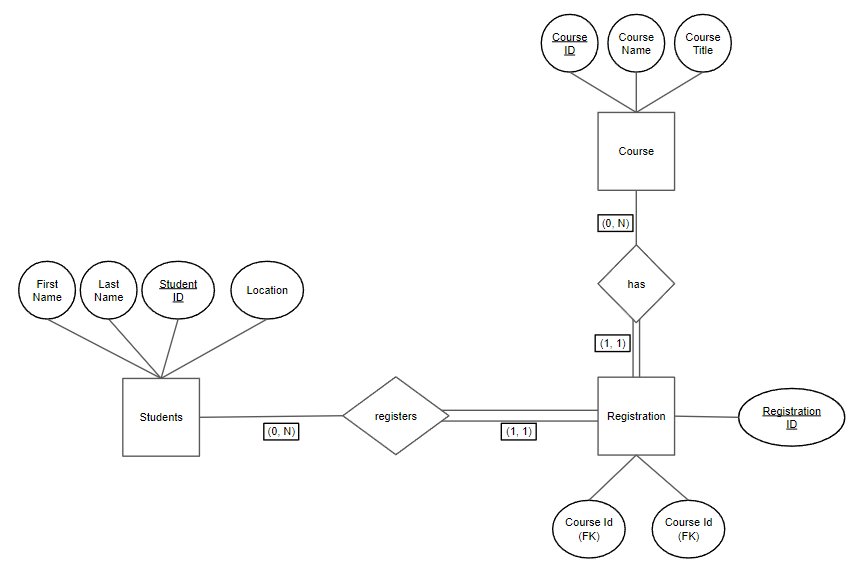 Course
ID
Course
Name
Course
Title
Course
(0, N)
has
(1, 1)
First
Name
Last
Name
Student
ID
Location
Students
(0, N)
registers
(1, 1)
Registration
Registration
ID
Course Id
(FK)
Course Id
(FK)